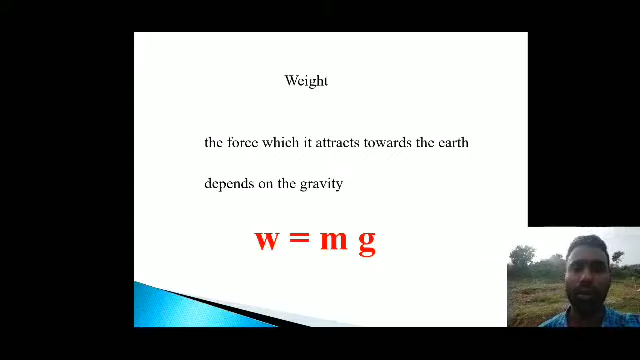 Weight
the force which it attracts towards the earth
depends on the gravity
w = m g